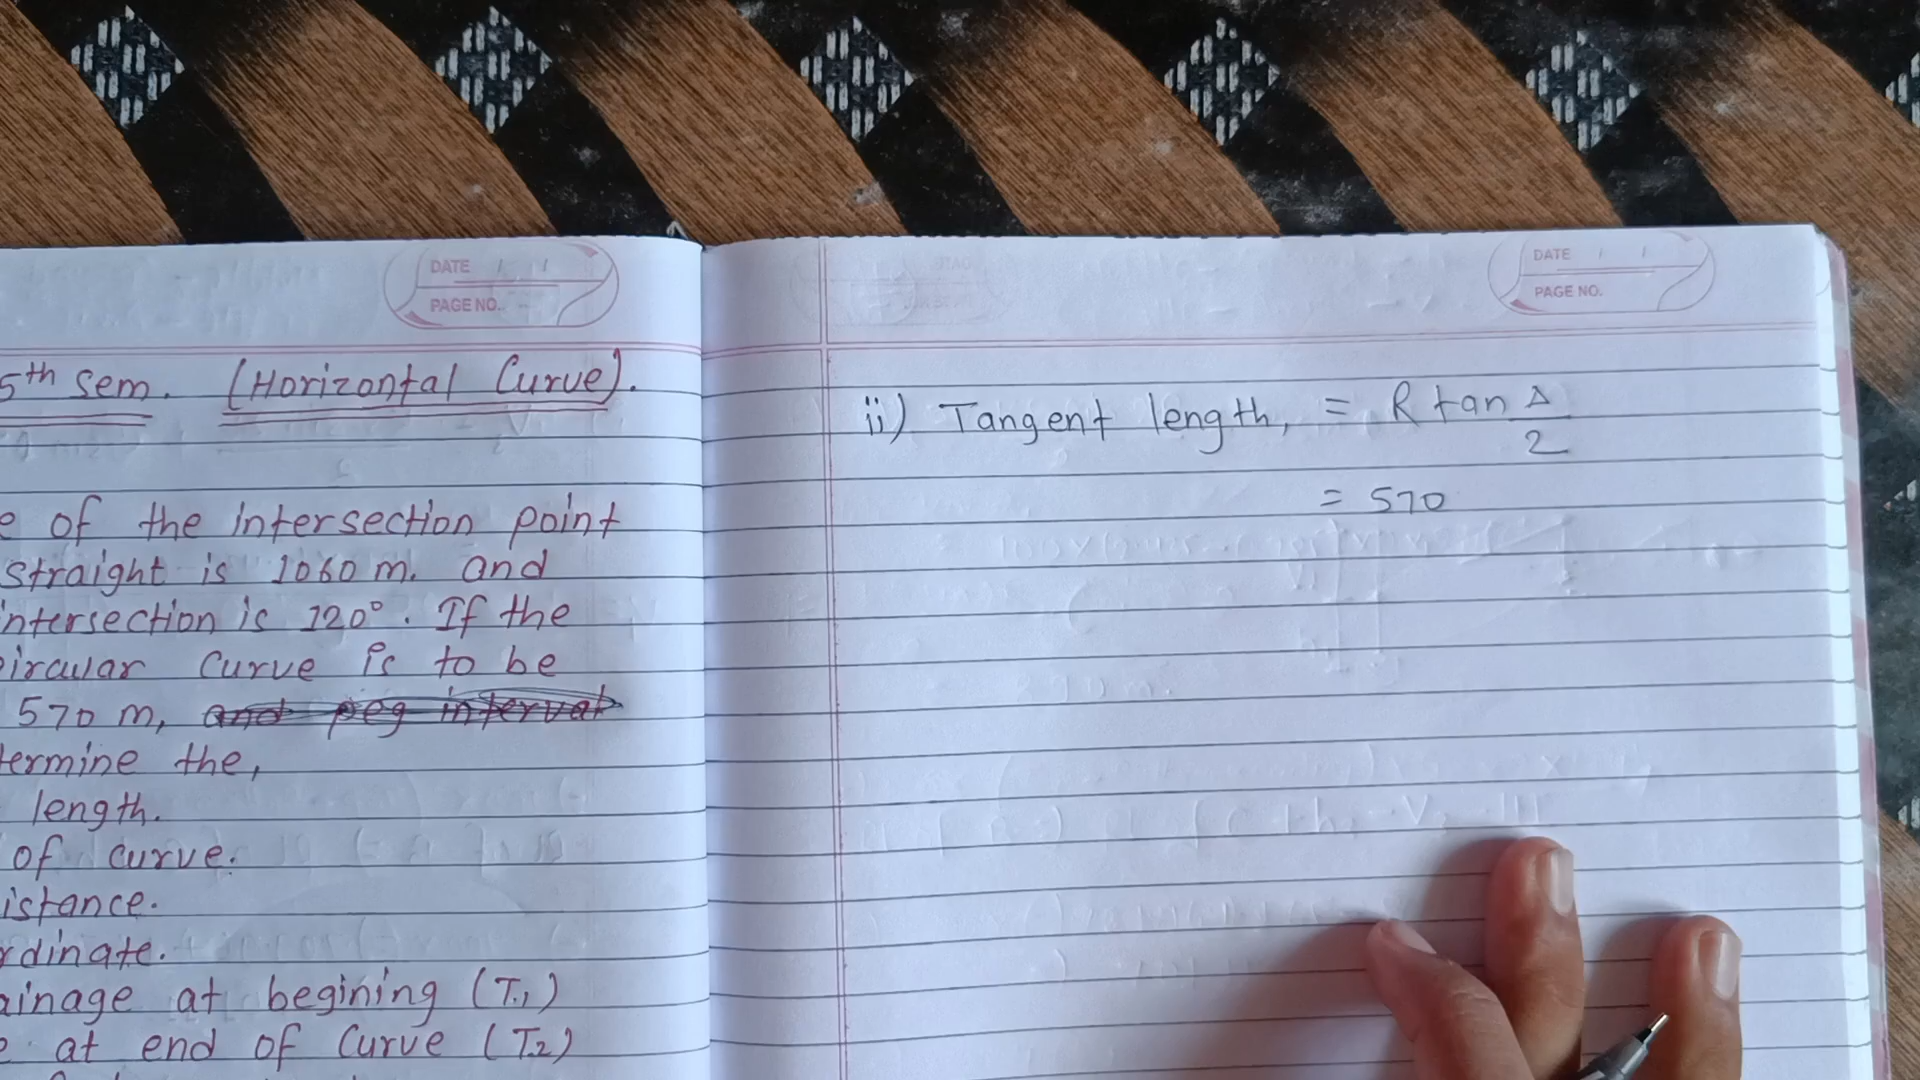 DATE / /
PAGE NO.
5th sem. (Horizontal Curve).
e of the intersection point
straight is 1060 m. and
intersection is 120°. If the
circular curve is to be
570 m, and peg interval
termine the,
length.
of curve.
istance.
rdinate.
ainage at begining (T1)
e at end of curve (T2)
DATE / /
PAGE NO.
ii) Tangent length, = R tan Δ
2
= 570